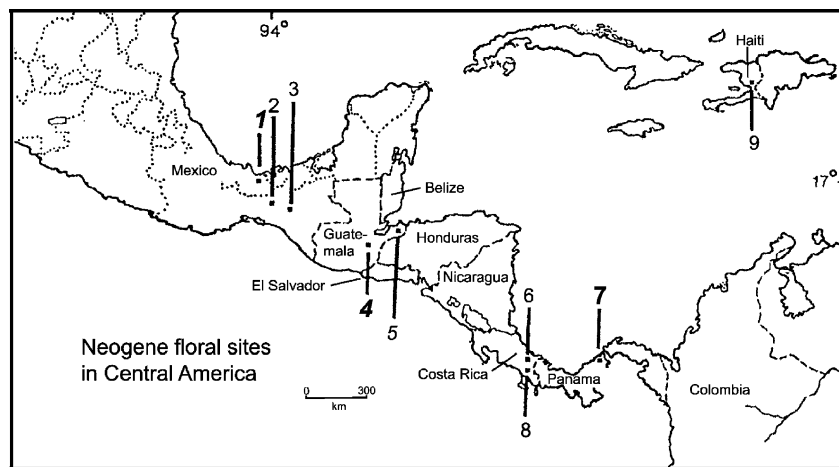 94°
Haiti
3
2
1
9
Mexico
17°
Belize
Guate-
mala
Honduras
Nicaragua
El Salvador
4
5
6
7
Neogene floral sites
in Central America
Costa Rica
Panama
Colombia
0 300
km
8